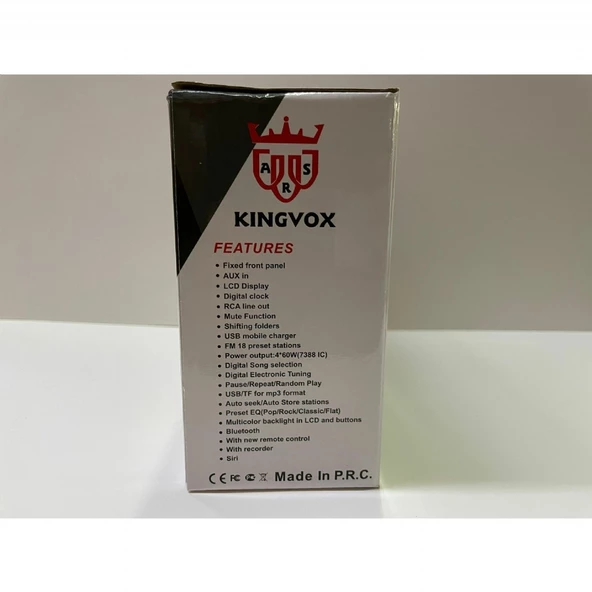 A R S
KINGVOX
FEATURES
• Fixed front panel
• AUX in
• LCD Display
• Digital clock
• RCA line out
• Mute Function
• Shifting folders
• USB mobile charger
• FM 18 preset stations
• Power output:4*60W(7388 IC)
• Digital Song selection
• Digital Electronic Tuning
• Pause/Repeat/Random Play
• USB/TF for mp3 format
• Auto seek/Auto Store stations
• Preset EQ(Pop/Rock/Classic/Flat)
• Multicolor backlight in LCD and buttons
• Bluetooth
• With new remote control
• With recorder
• Siri
CE FC Made In P.R.C.